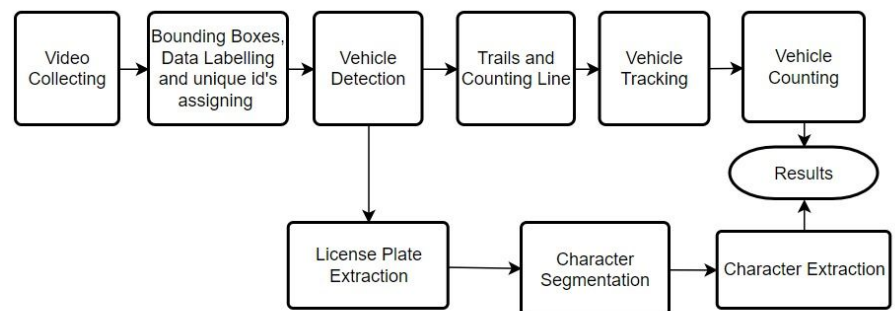 Video
Collecting
Bounding Boxes,
Data Labelling
and unique id's
assigning
Vehicle
Detection
Trails and
Counting Line
Vehicle
Tracking
Vehicle
Counting
Results
License Plate
Extraction
Character
Segmentation
Character Extraction